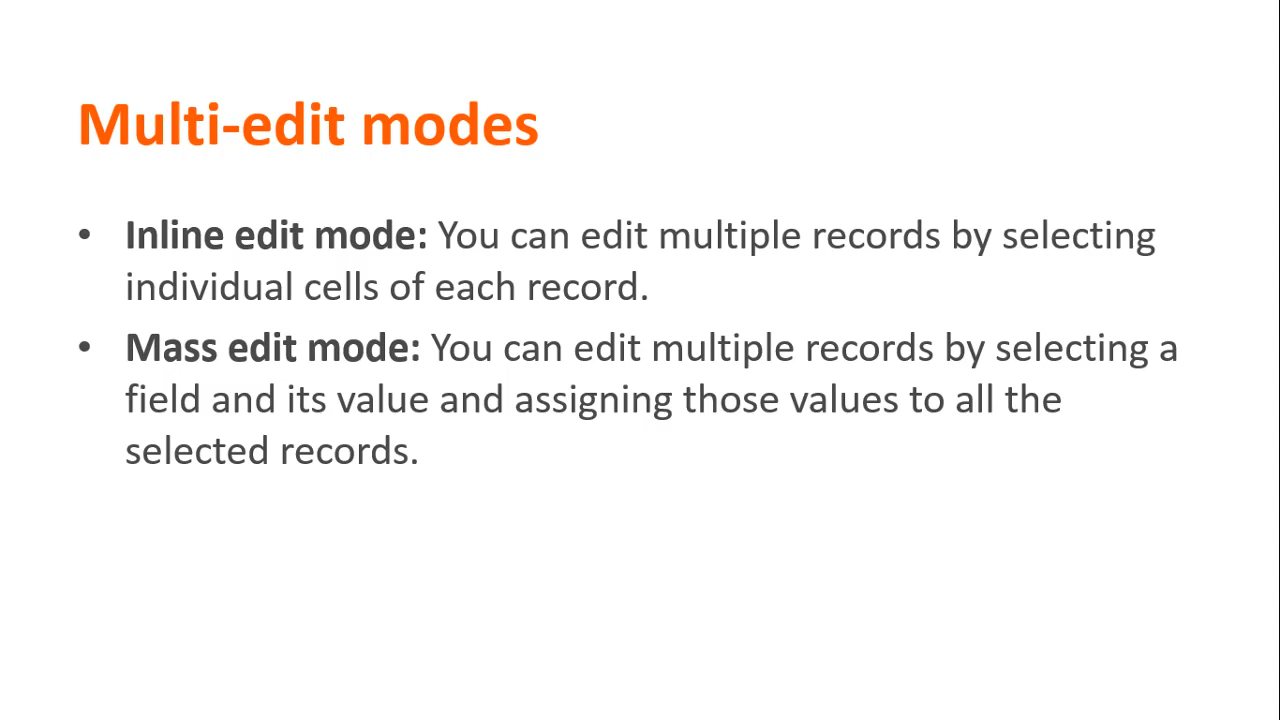 Multi-edit modes
• Inline edit mode: You can edit multiple records by selecting
individual cells of each record.
• Mass edit mode: You can edit multiple records by selecting a
field and its value and assigning those values to all the
selected records.